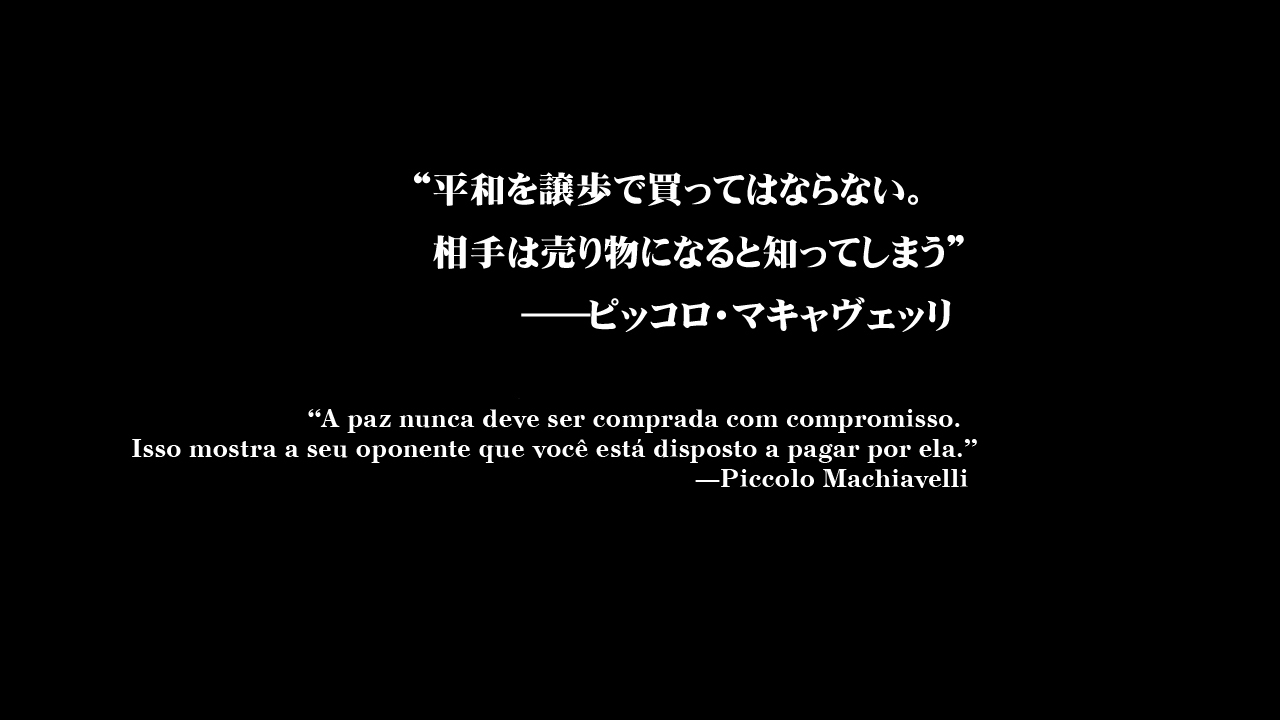 “平和を譲歩で買ってはならない。
相手は売り物になると知ってしまう”
――ピッコロ・マキャヴェッリ
“A paz nunca deve ser comprada com compromisso.
Isso mostra a seu oponente que você está disposto a pagar por ela.”
—Piccolo Machiavelli